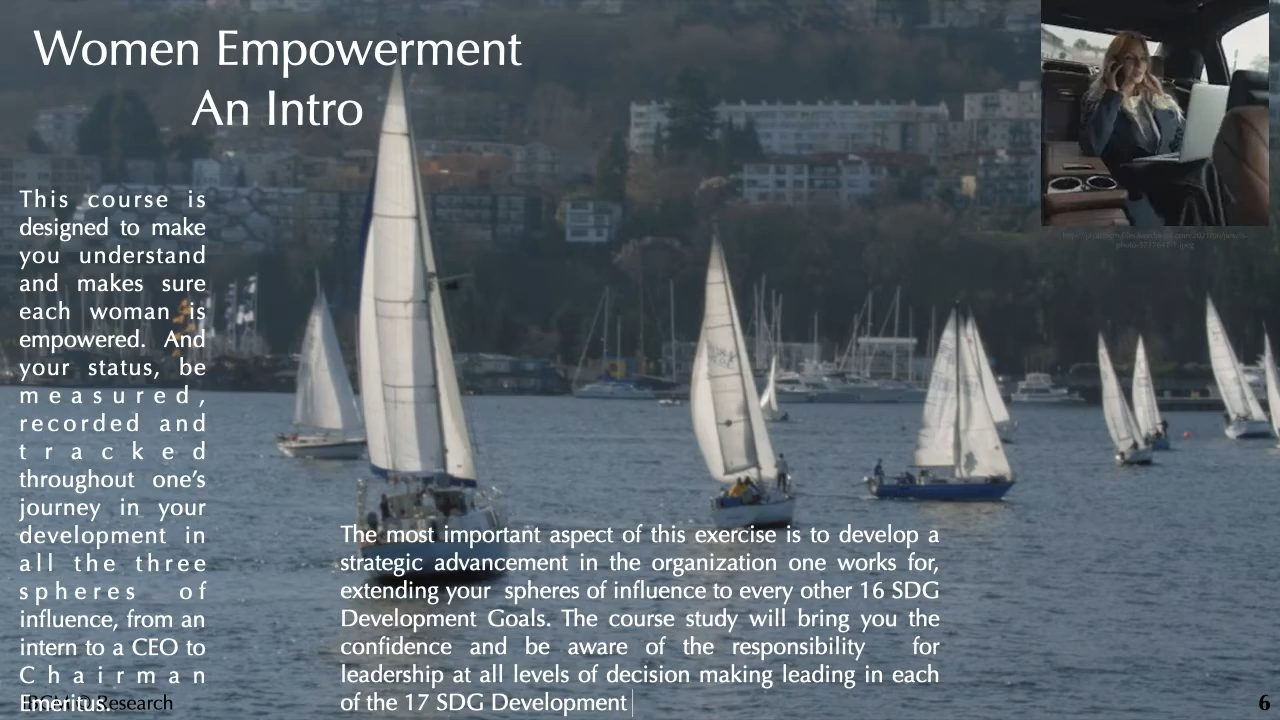 Women Empowerment
An Intro
This course is
designed to make
you understand
and makes sure
each woman is
empowered. And
your status, be
measured,
recorded and
tracked
throughout one’s
journey in your
development in
all the three
spheres of
influence, from an
intern to a CEO to
Chairman
Emeritus.
Research
The most important aspect of this exercise is to develop a
strategic advancement in the organization one works for,
extending your spheres of influence to every other 16 SDG
Development Goals. The course study will bring you the
confidence and be aware of the responsibility for
leadership at all levels of decision making leading in each
of the 17 SDG Development
6